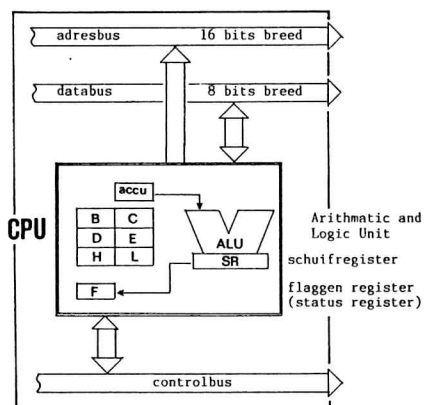 adresbus 16 bits breed
databus 8 bits breed
accu
CPU
B C
D E
H L
ALU
SR
F
Arithmatic and
Logic Unit
schuifregister
flaggen register
(status register)
controlbus